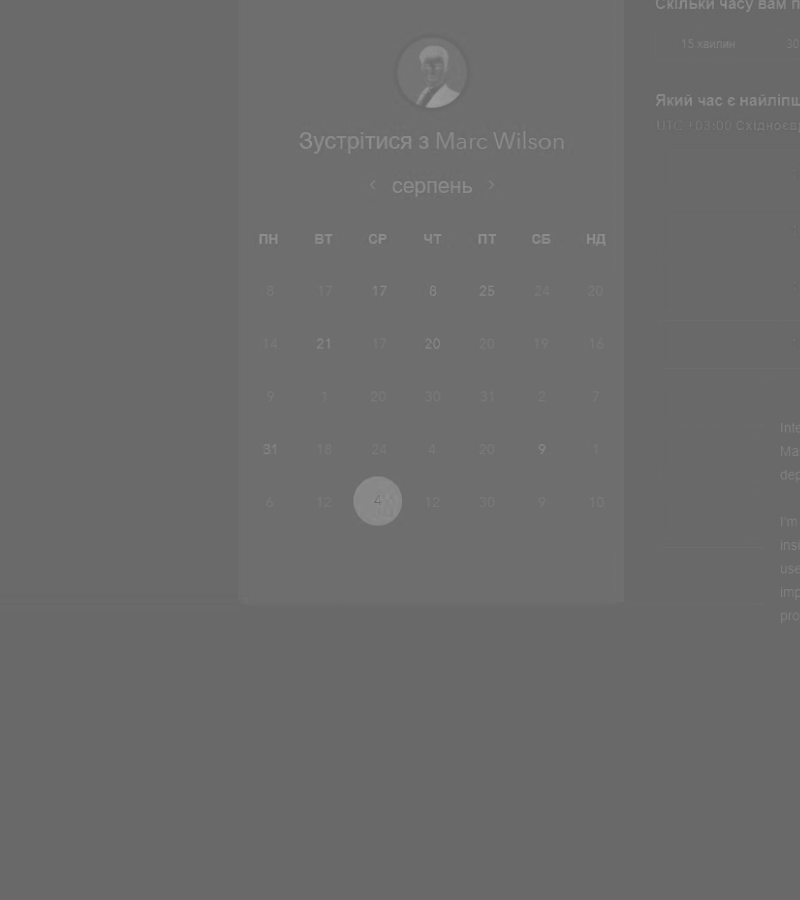 Скільки часу вам п
15 хвилин 30
Який час є найліпш
UTC +03:00 Східноєвр
Зустрітися з Marc Wilson
‹ серпень ›
ПН ВТ СР ЧТ ПТ СБ НД
8 17 17 8 25 24 20
14 21 17 20 20 19 16
9 1 20 30 31 2 7
31 18 24 4 20 9 1
6 12 4 12 30 9 10
Inte
Ma
dep
I'm
insi
use
imp
pro